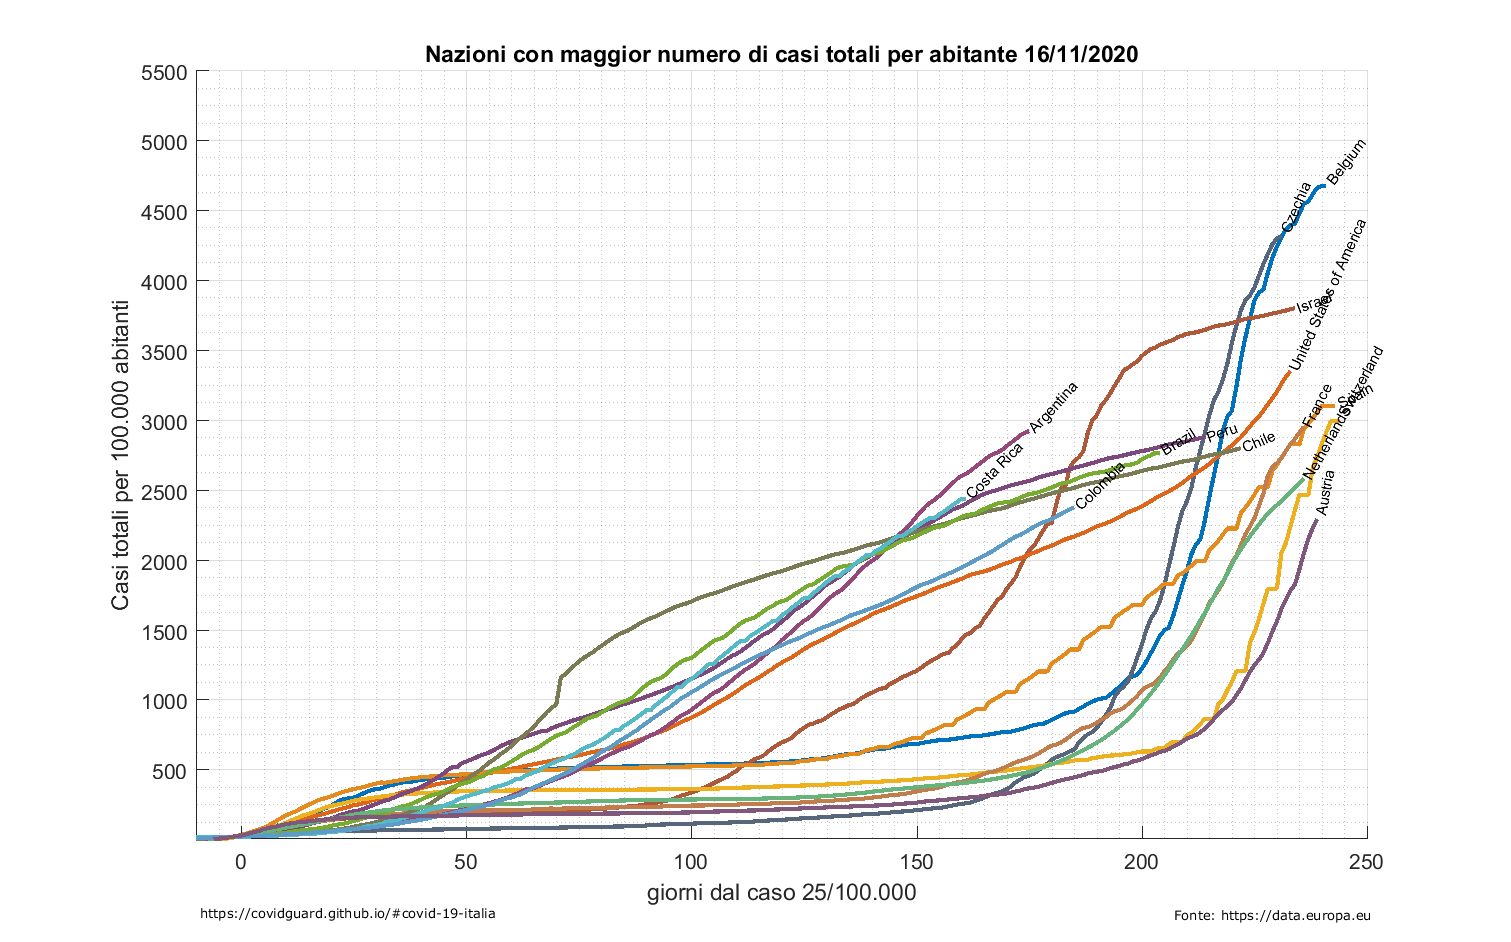 Nazioni con maggior numero di casi totali per abitante 16/11/2020
5500
5000
4500
4000
3500
3000
2500
2000
1500
1000
500
Casi totali per 100.000 abitanti
Belgium
Czechia
United States of America
Israel
Switzerland
Spain
France
Netherlands
Austria
Argentina
Costa Rica
Colombia
Brazil
Peru
Chile
0
50
100
150
200
250
giorni dal caso 25/100.000
https://covidguard.github.io/#covid-19-italia
Fonte: https://data.europa.eu